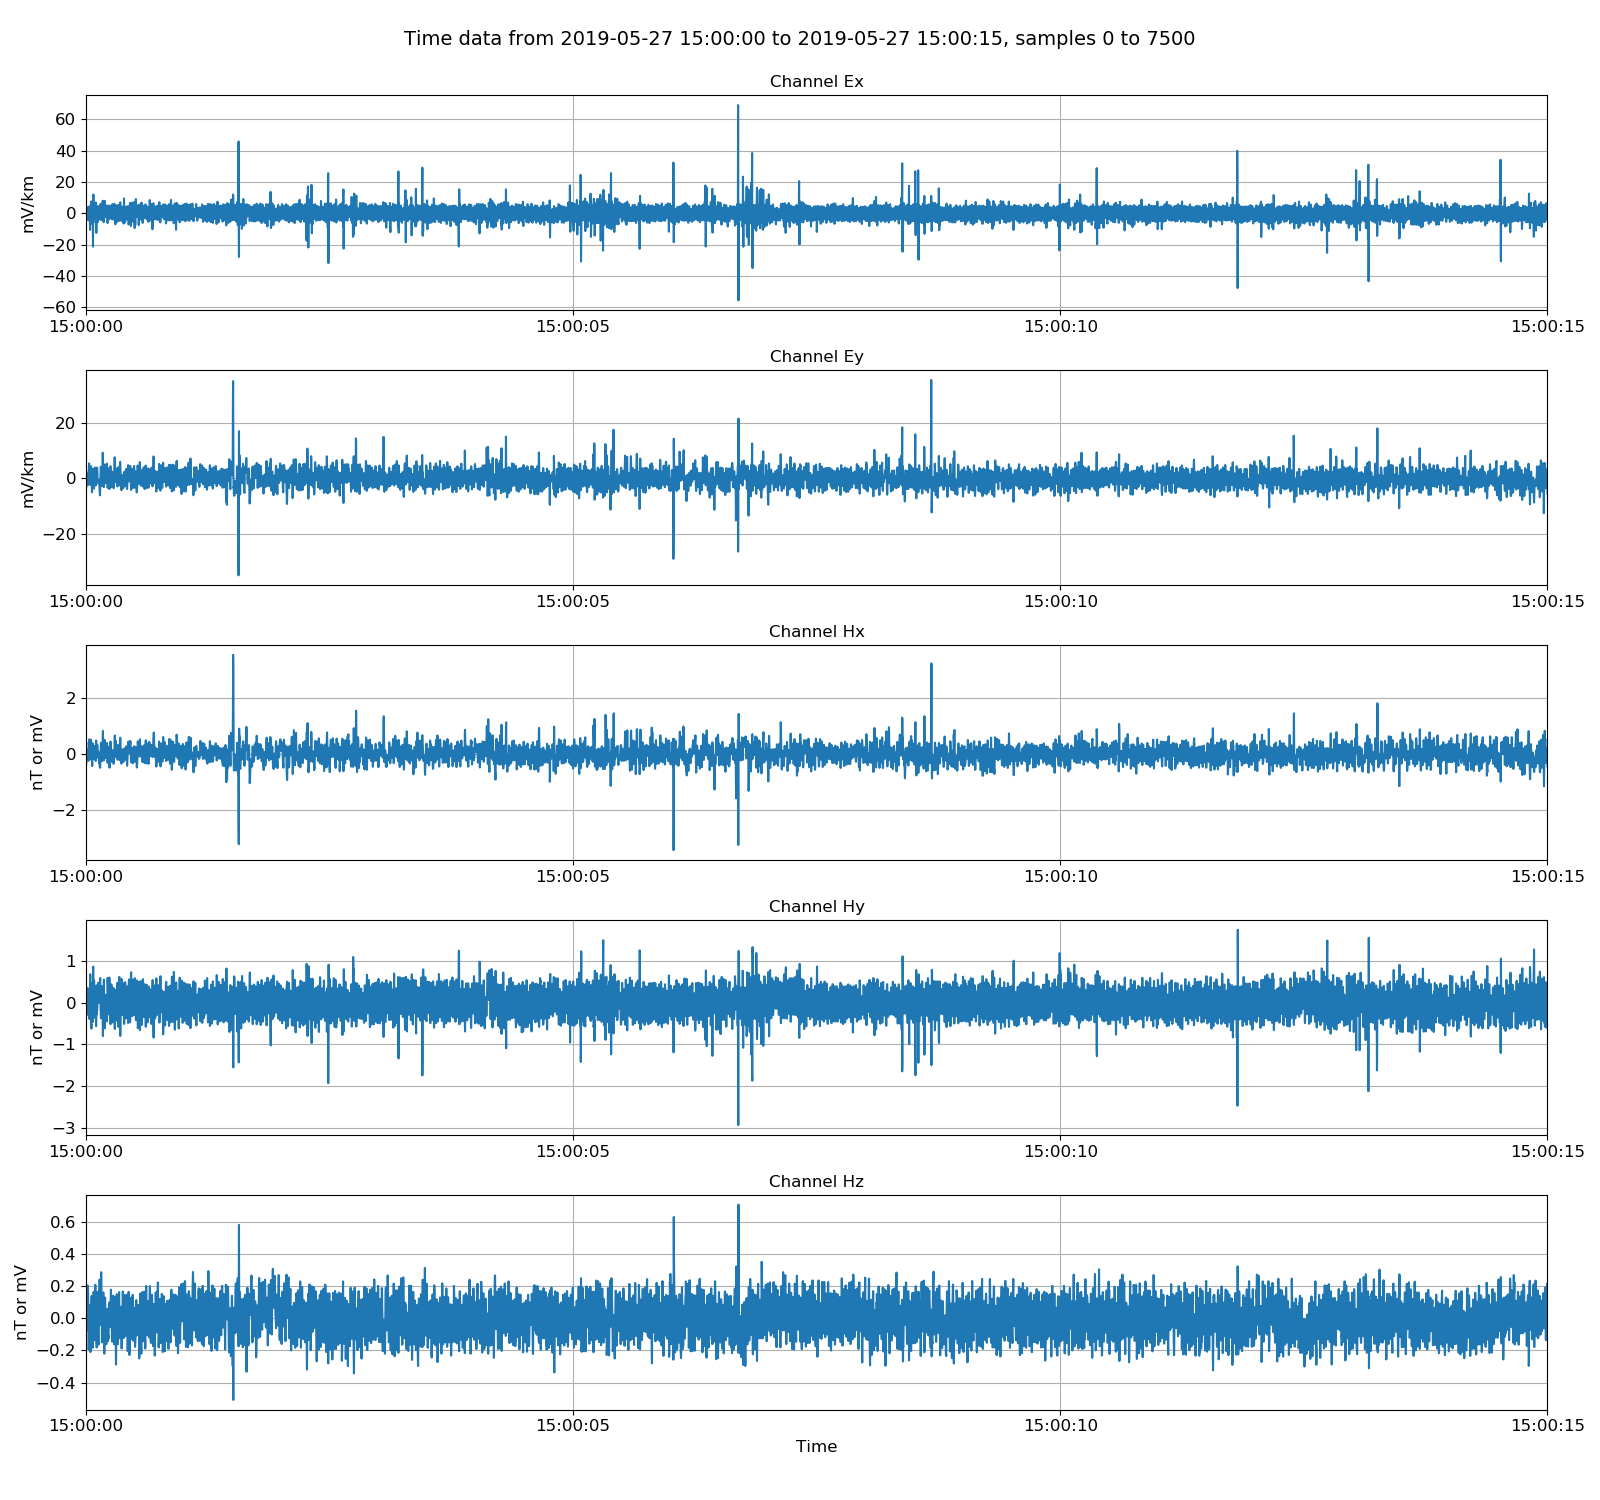 Time data from 2019-05-27 15:00:00 to 2019-05-27 15:00:15, samples 0 to 7500
Channel Ex
mV/km
60
40
20
0
−20
−40
−60
15:00:00 15:00:05 15:00:10 15:00:15
Channel Ey
mV/km
20
0
−20
15:00:00 15:00:05 15:00:10 15:00:15
Channel Hx
nT or mV
2
0
−2
15:00:00 15:00:05 15:00:10 15:00:15
Channel Hy
nT or mV
1
0
−1
−2
−3
15:00:00 15:00:05 15:00:10 15:00:15
Channel Hz
nT or mV
0.6
0.4
0.2
0.0
−0.2
−0.4
15:00:00 15:00:05 15:00:10 15:00:15
Time